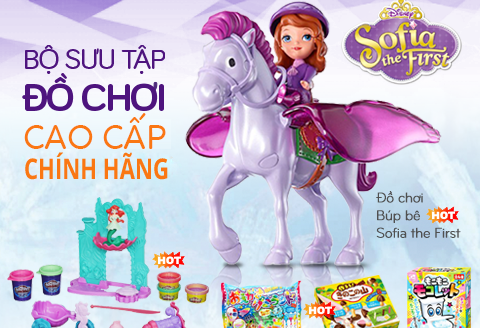 BỘ SƯU TẬP
ĐỒ CHƠI
CAO CẤP
CHÍNH HÃNG
Disney
Sofia
the First
Đồ chơi
Búp bê HOT
Sofia the First
HOT
HOT